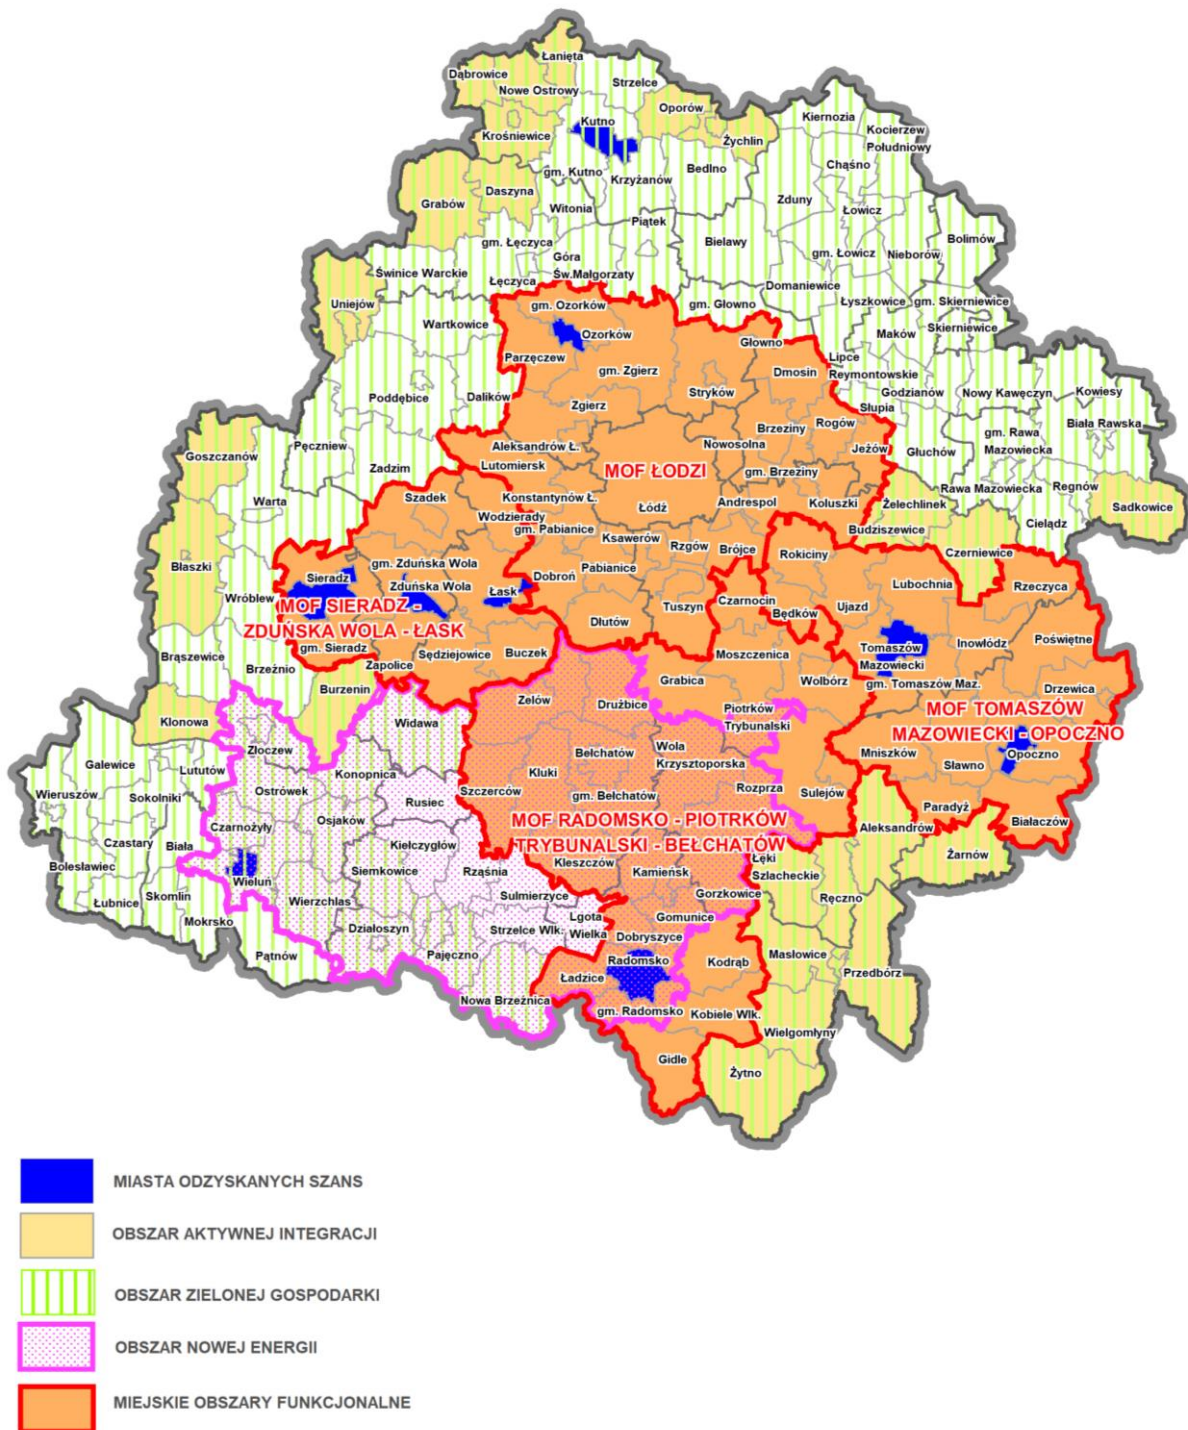 Łanięta
Dąbrowice
Strzelce
Nowe Ostrowy
Oporów
Kutno
Kiernozia
Kocierzew
Południowy
Krośniewice
Żychlin
Chąśno
gm. Kutno
Krzyżanów
Bedlno
Daszyna
Zduny
Grabów
Witonia
Piątek
Łowicz
Bielawy
Bolimów
gm. Łęczyca
Góra
Św.Małgorzaty
gm. Łowicz
Nieborów
Świnice Warckie
Łęczyca
Domaniewice
Uniejów
gm. Ozorków
gm. Głowno
Łyszkowice
gm. Skierniewice
Wartkowice
Ozorków
Maków
Skierniewice
Głowno
Parzęczew
gm. Zgierz
Dmosin
Lipce
Reymontowskie
Poddębice
Dalików
Stryków
Godzianów
Nowy Kawęczyn
Kowiesy
Zgierz
Słupia
Brzeziny
Rogów
Biała Rawska
Pęczniew
Aleksandrów Ł.
Nowosolna
Jeżów
gm. Rawa
Mazowiecka
Goszczanów
Zadzim
Lutomiersk
MOF ŁODZI
gm. Brzeziny
Głuchów
Szadek
Konstantynów Ł.
Andrespol
Koluszki
Rawa Mazowiecka
Regnów
Warta
Wodzierady
Łódź
Żelechlinek
Sadkowice
gm. Pabianice
Ksawerów
Budziszewice
Cielądz
Rzgów
Brójce
Rokiciny
Czerniewice
Błaszki
gm. Zduńska Wola
Pabianice
Sieradz
Zduńska Wola
Łask
Dobroń
Lubochnia
Rzeczyca
Wróblew
MOF SIERADZ -
ZDUŃSKA WOLA - ŁASK
Tuszyn
Czarnocin
Będków
Ujazd
Dłutów
gm. Sieradz
Sędziejowice
Buczek
Moszczenica
Tomaszów
Mazowiecki
Inowłódz
Poświętne
Brąszewice
Brzeźnio
Zapolice
Grabica
Wolbórz
gm. Tomaszów Maz.
Drzewica
Burzenin
Zelów
Drużbice
Piotrków
Trybunalski
MOF TOMASZÓW
MAZOWIECKI - OPOCZNO
Klonowa
Widawa
Złoczew
Bełchatów
Wola
Krzysztoporska
Mniszków
Sławno
Opoczno
Galewice
Lututów
Konopnica
Kluki
Wieruszów
Sokolniki
Ostrówek
Rusiec
Szczerców
gm. Bełchatów
Rozprza
Sulejów
Czarnożyły
Osjaków
MOF RADOMSKO - PIOTRKÓW
TRYBUNALSKI - BEŁCHATÓW
Paradyż
Białaczów
Czastary
Biała
Kiełczygłów
Aleksandrów
Bolesławiec
Wieluń
Siemkowice
Rząśnia
Kleszczów
Kamieńsk
Łęki
Szlacheckie
Żarnów
Łubnice
Skomlin
Wierzchlas
Sulmierzyce
Gorzkowice
Ręczno
Mokrsko
Działoszyn
Strzelce Wlk.
Lgota
Wielka
Gomunice
Dobryszyce
Pątnów
Pajęczno
Radomsko
Kodrąb
Masłowice
Przedbórz
Ładzice
Nowa Brzeźnica
gm. Radomsko
Kobiele Wlk.
Wielgomłyny
Gidle
Żytno
MIASTA ODZYSKANYCH SZANS
OBSZAR AKTYWNEJ INTEGRACJI
OBSZAR ZIELONEJ GOSPODARKI
OBSZAR NOWEJ ENERGII
MIEJSKIE OBSZARY FUNKCJONALNE